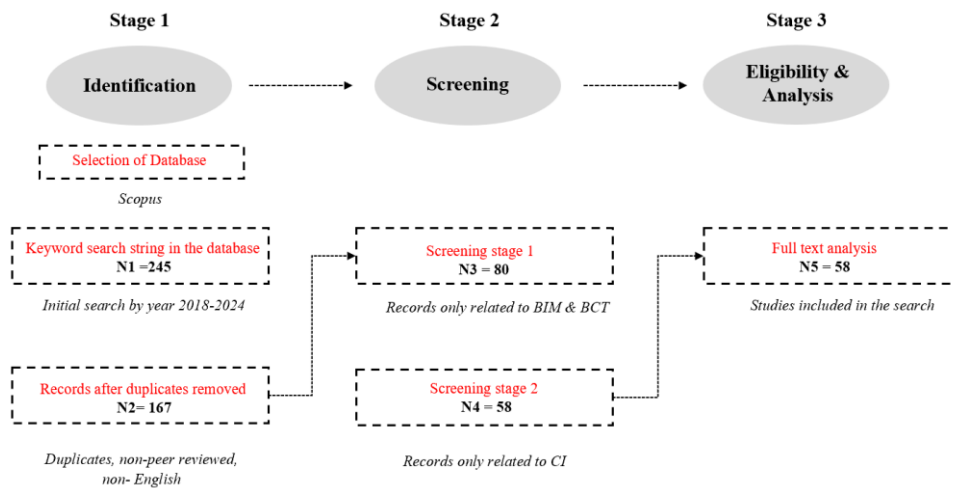 Stage 1
Stage 2
Stage 3
Identification
Screening
Eligibility &
Analysis
Selection of Database
Scopus
Keyword search string in the database
N1 =245
Initial search by year 2018-2024
Records after duplicates removed
N2= 167
Duplicates, non-peer reviewed,
non- English
Screening stage 1
N3 = 80
Records only related to BIM & BCT
Screening stage 2
N4 = 58
Records only related to CI
Full text analysis
N5 = 58
Studies included in the search